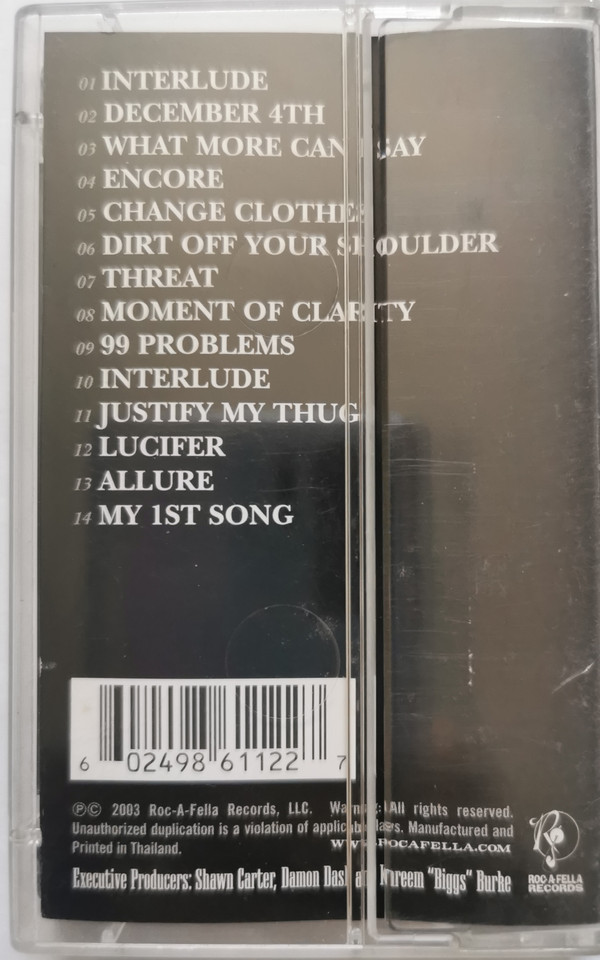 01 INTERLUDE
02 DECEMBER 4TH
03 WHAT MORE CAN I SAY
04 ENCORE
05 CHANGE CLOTHES
06 DIRT OFF YOUR SHOULDER
07 THREAT
08 MOMENT OF CLARITY
09 99 PROBLEMS
10 INTERLUDE
11 JUSTIFY MY THUG
12 LUCIFER
13 ALLURE
14 MY 1ST SONG
6 02498 61122 7
℗© 2003 Roc-A-Fella Records, LLC. Warning: All rights reserved.
Unauthorized duplication is a violation of applicable laws. Manufactured and
Printed in Thailand. WWW.ROCAFELLA.COM
Executive Producers: Shawn Carter, Damon Dash and Kareem "Biggs" Burke
R
ROC-A-FELLA
RECORDS